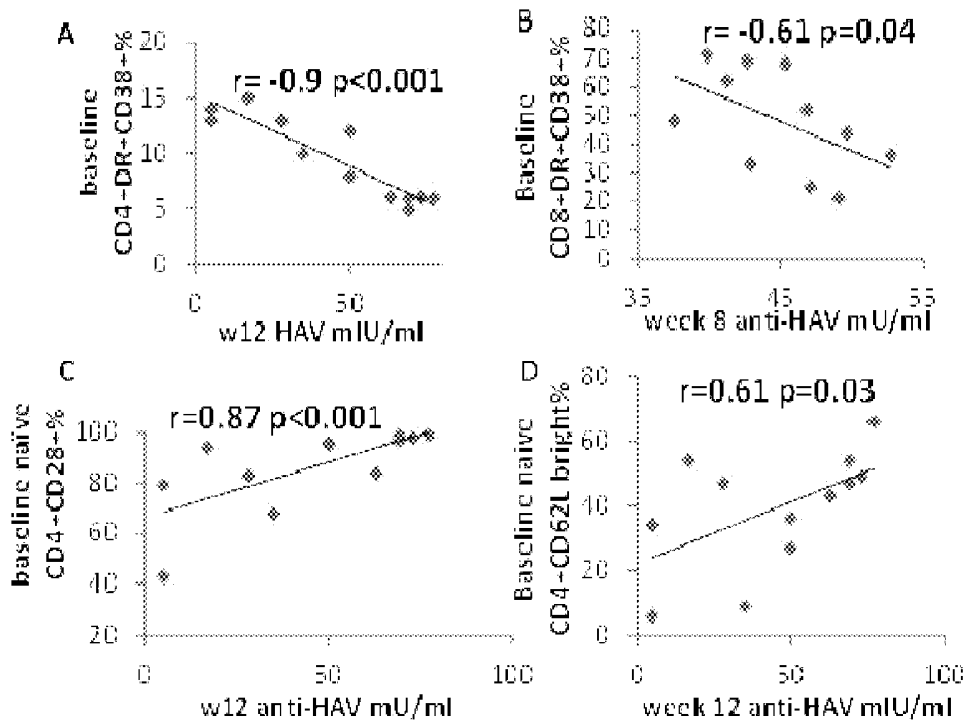 A
r= -0.9 p<0.001
baseline
CD4+DR+CD38+%
20
15
10
5
0
0
50
w12 HAV mIU/ml
B
r= -0.61 p=0.04
Baseline
CD8+DR+CD38+%
80
70
60
50
40
30
20
10
0
35
45
55
week 8 anti-HAV mU/ml
C
r=0.87 p<0.001
baseline naïve
CD4+CD28+%
100
80
60
40
20
0
50
100
w12 anti-HAV mU/ml
D
r=0.61 p=0.03
Baseline naive
CD4+CD62L bright%
80
60
40
20
0
0
50
100
week 12 anti-HAV mIU/ml